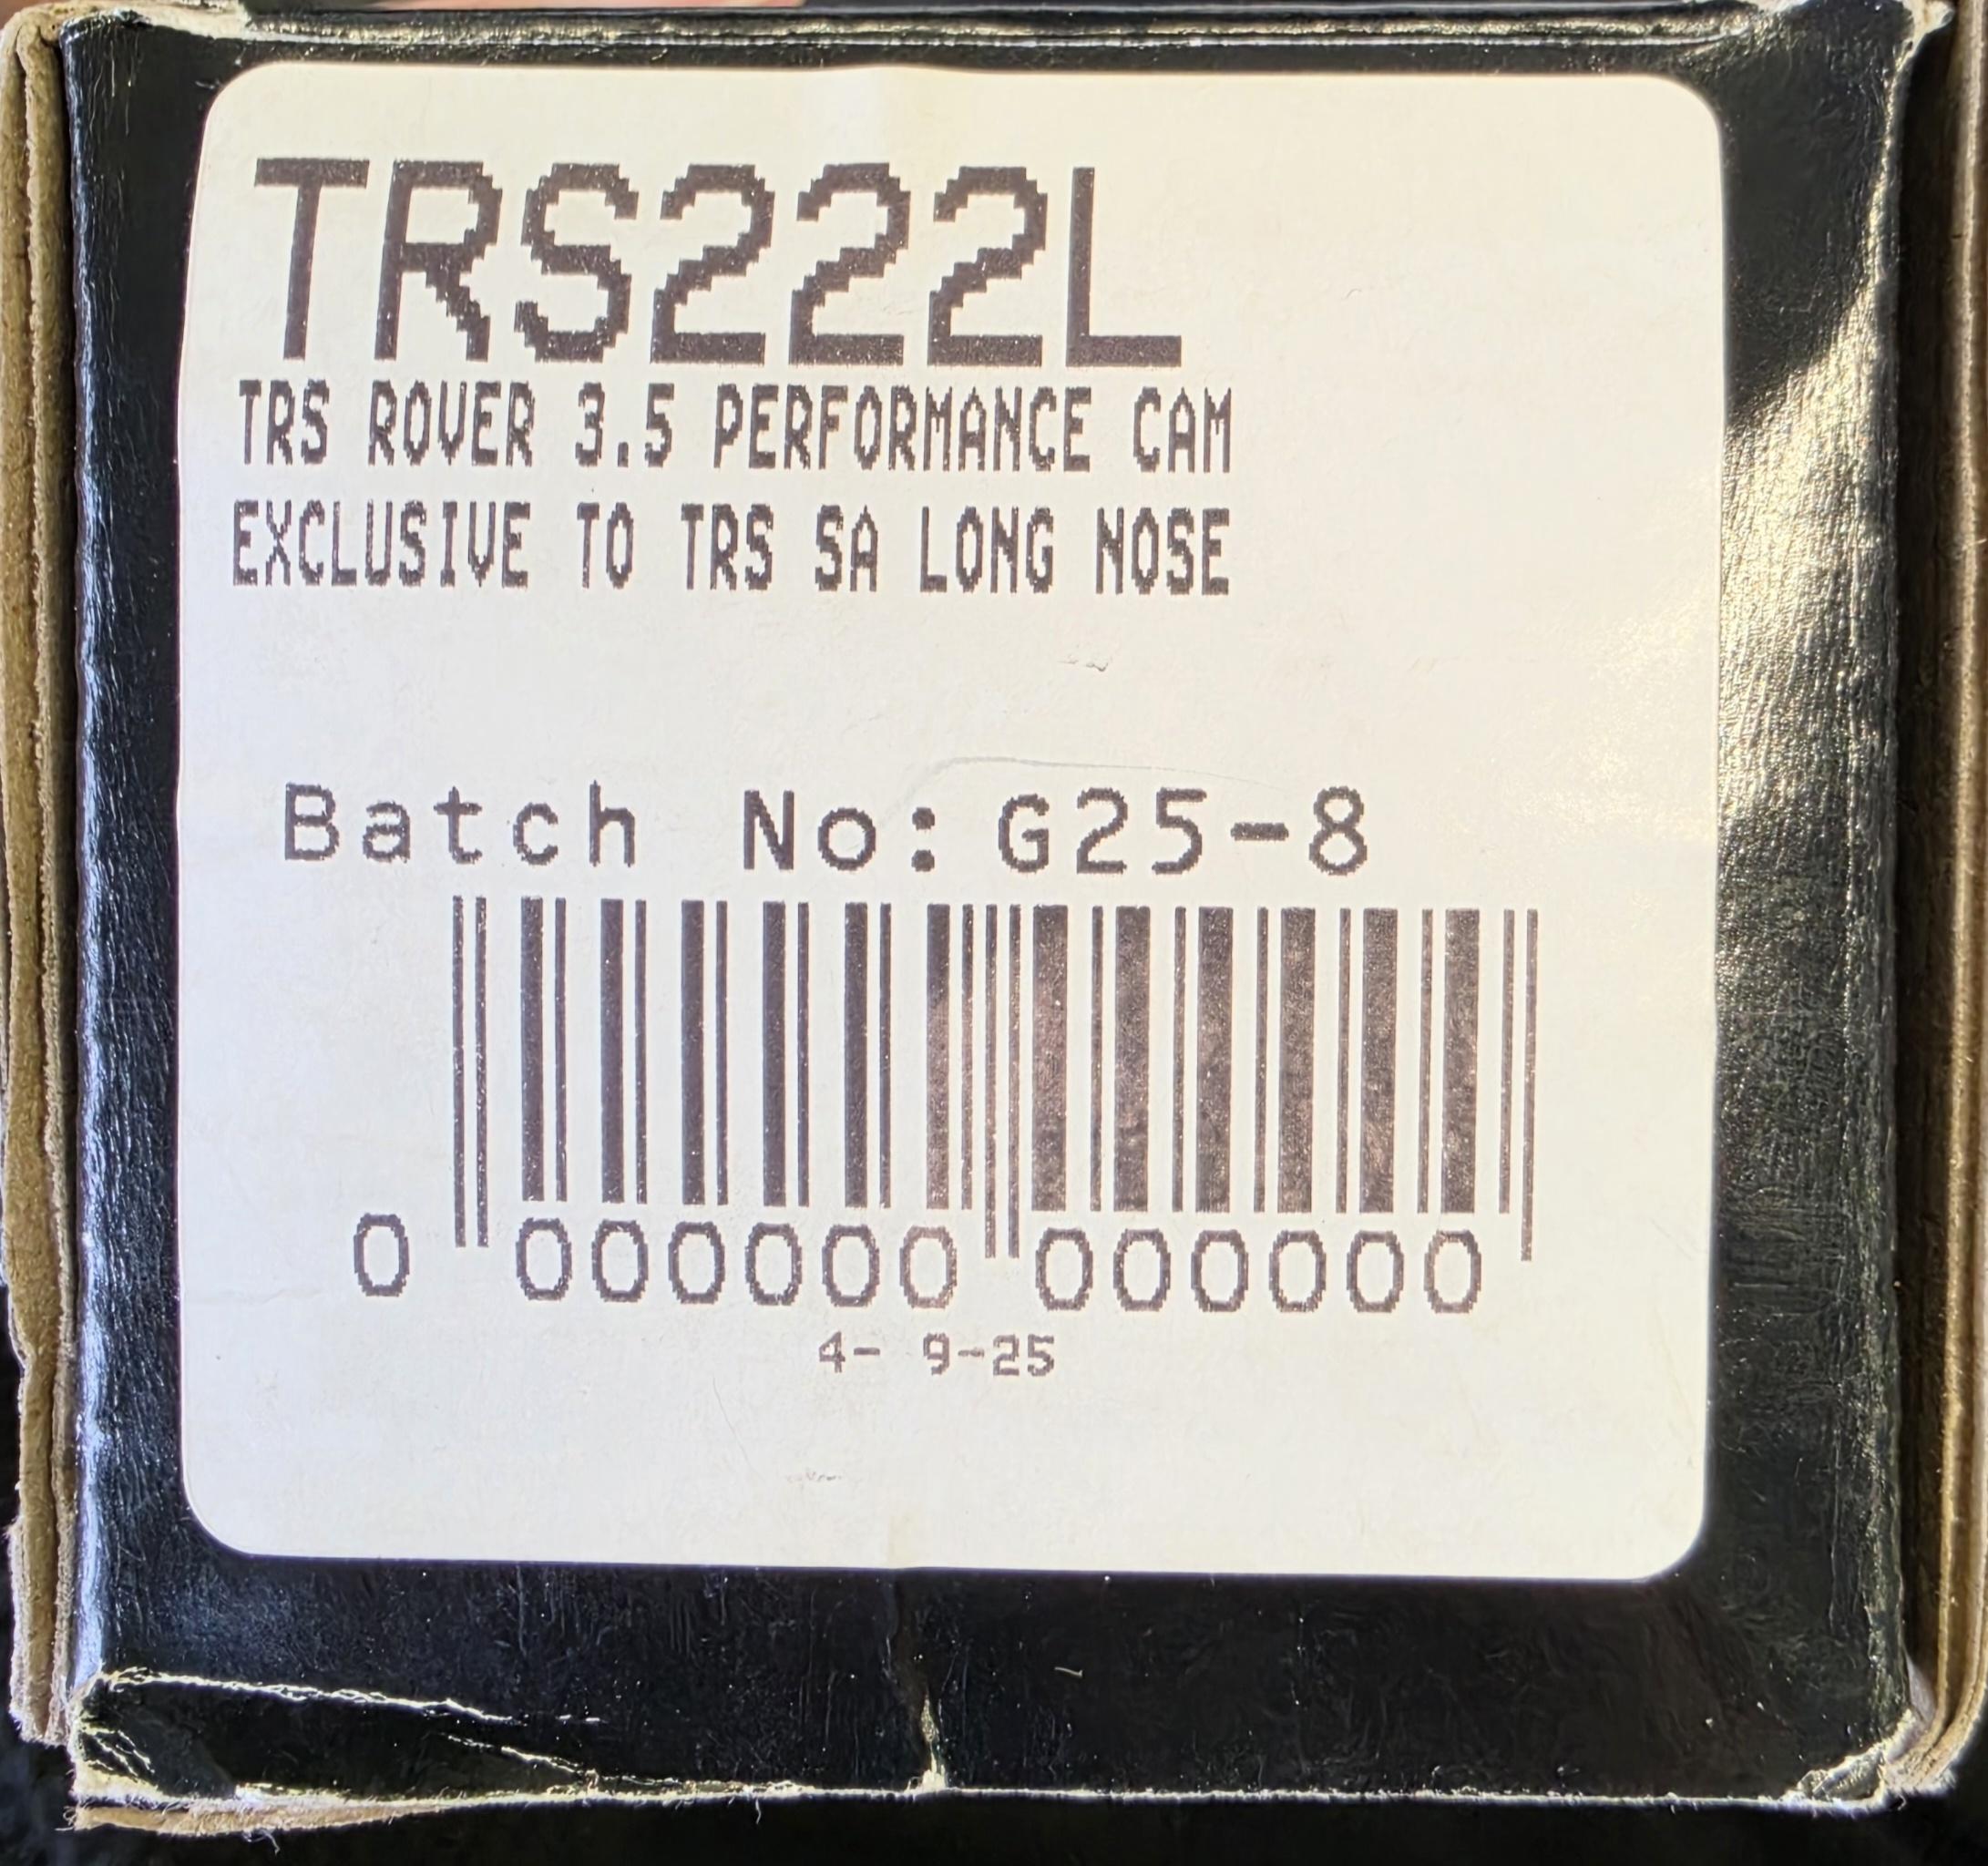 TRS222L
TRS ROVER 3.5 PERFORMANCE CAM
EXCLUSIVE TO TRS SA LONG NOSE
Batch No: G25-8
0 000000 000000
4- 9-25